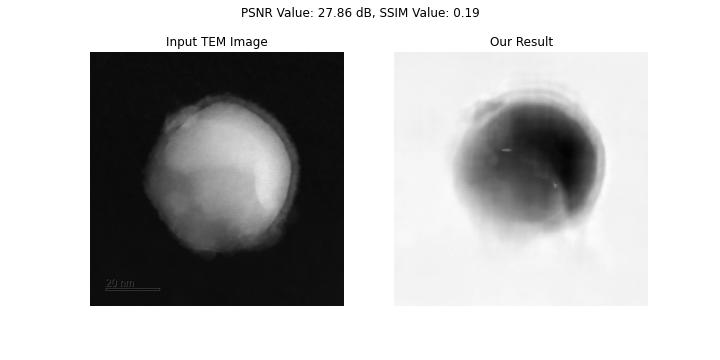 PSNR Value: 27.86 dB, SSIM Value: 0.19
Input TEM Image
Our Result
20 nm